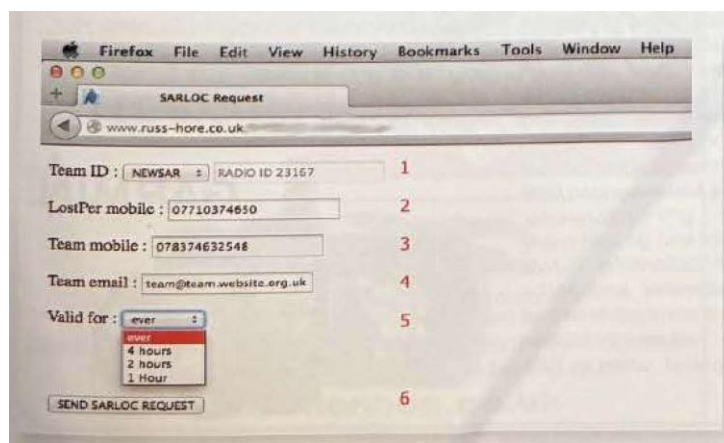 Firefox File Edit View History Bookmarks Tools Window Help
SARLOC Request
www.russ-hore.co.uk
Team ID : NEWSAR RADIO ID 23167 1
LostPer mobile : 07710374650 2
Team mobile : 078374632548 3
Team email : team@team.website.org.uk 4
Valid for : ever 5
ever
4 hours
2 hours
1 Hour
SEND SARLOC REQUEST 6